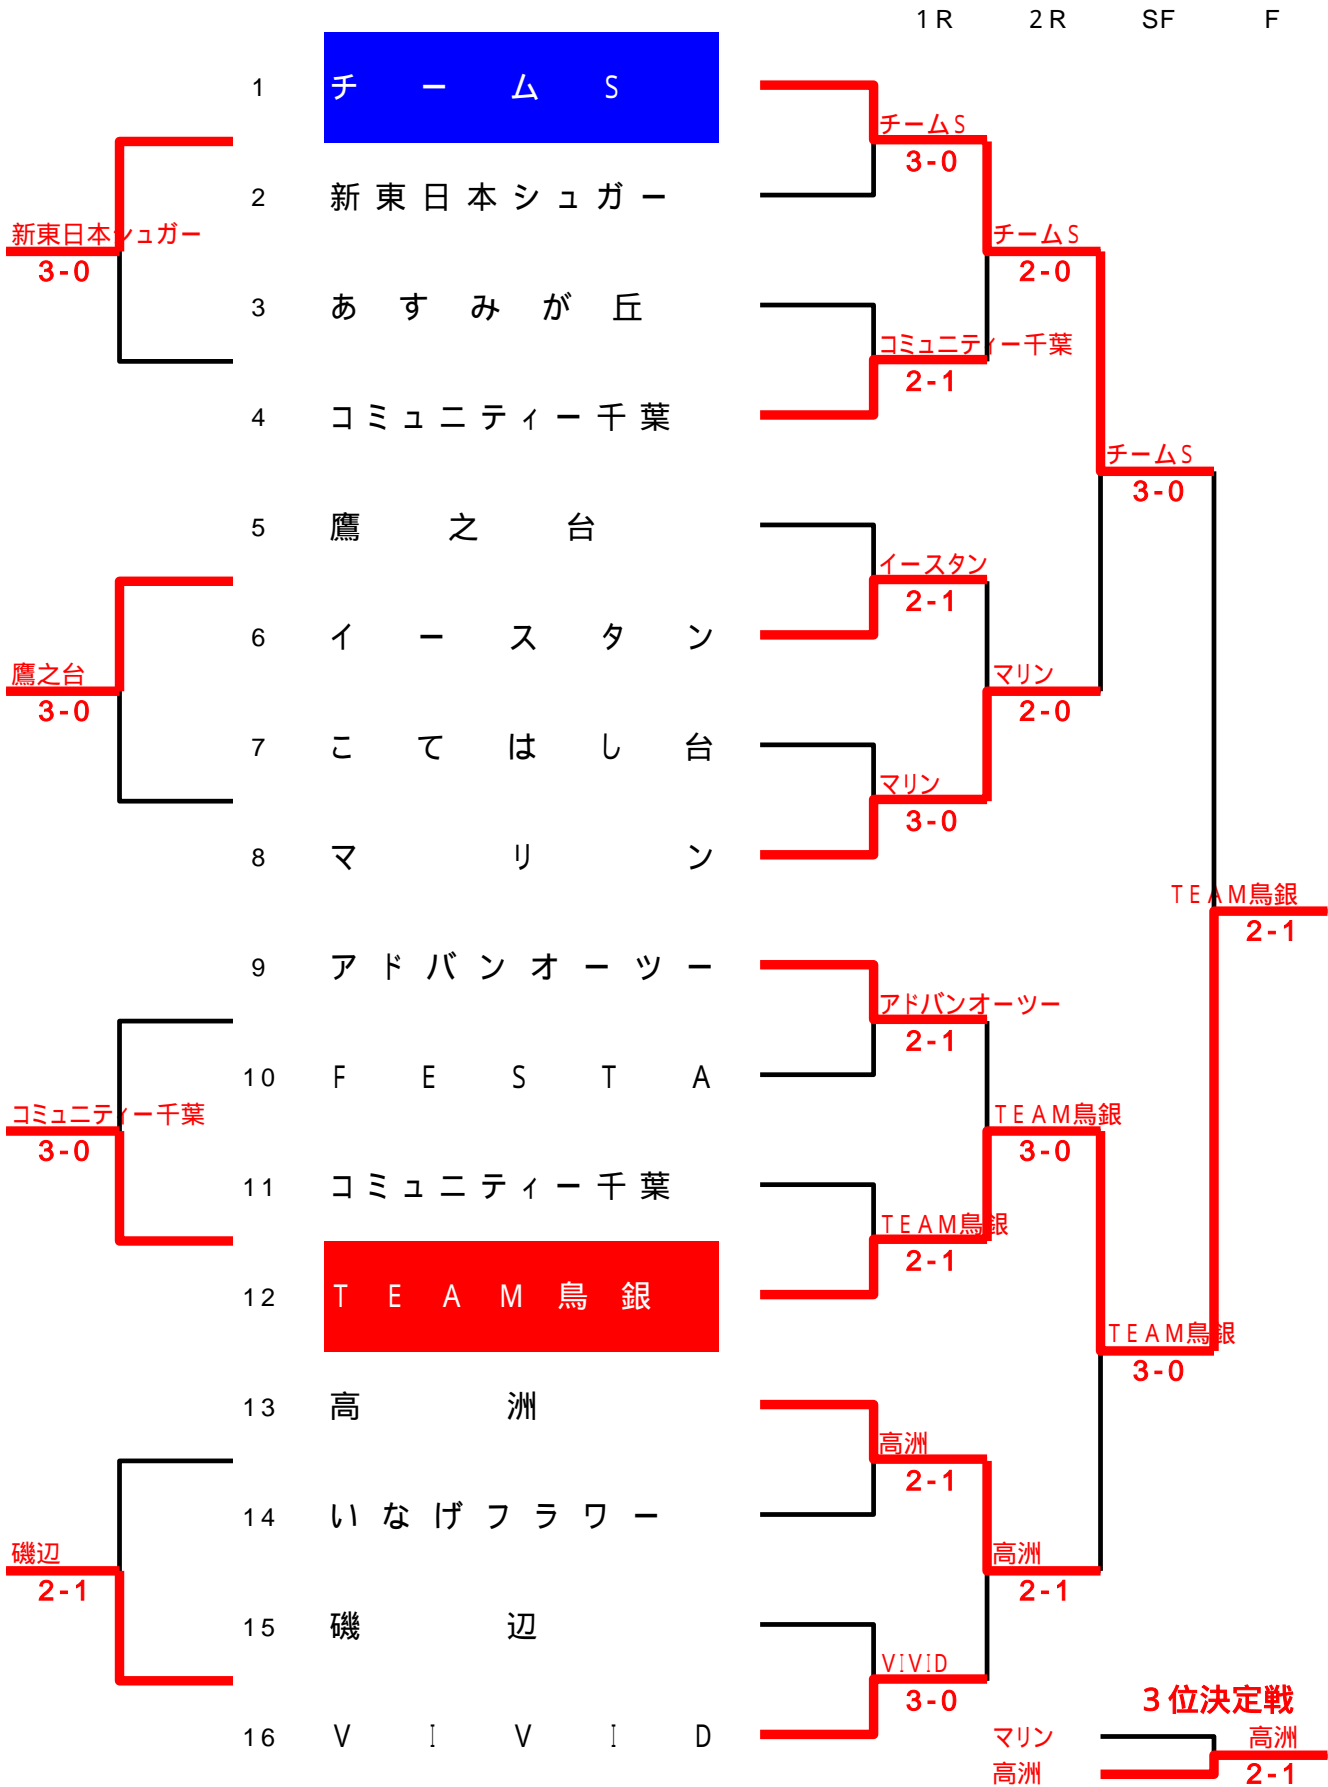 1R 2R SF F
1 チームS
チームS
3-0
2 新東日本シュガー
新東日本シュガー
3-0
チームS
2-0
3 あすみが丘
コミュニティー千葉
2-1
4 コミュニティー千葉
チームS
3-0
5 鷹之台
イースタン
2-1
6 イースタン
鷹之台
3-0
マリン
2-0
7 こてはし台
マリン
3-0
8 マリン
TEAM鳥銀
2-1
9 アドバンオーツー
アドバンオーツー
2-1
10 FESTA
コミュニティー千葉
3-0
TEAM鳥銀
3-0
11 コミュニティー千葉
TEAM鳥銀
2-1
12 TEAM鳥銀
TEAM鳥銀
3-0
13 高洲
高洲
2-1
14 いなげフラワー
磯辺
2-1
高洲
2-1
15 磯辺
VIVID
3-0
16 VIVID
3位決定戦
マリン 高洲
高洲 2-1